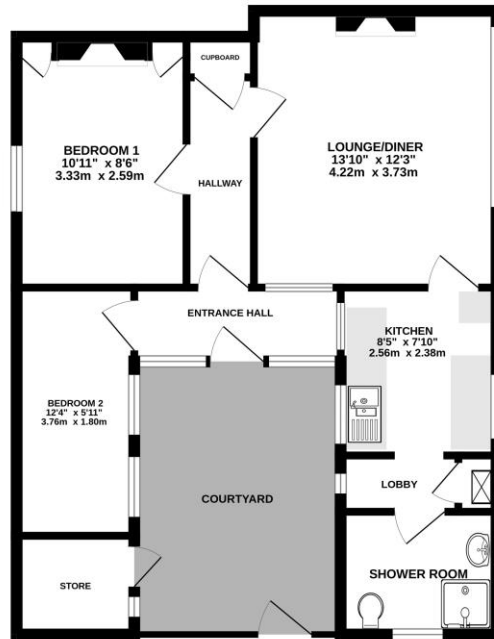 CUPBOARD
BEDROOM 1
10'11" x 8'6"
3.33m x 2.59m
LOUNGE/DINER
13'10" x 12'3"
4.22m x 3.73m
HALLWAY
ENTRANCE HALL
KITCHEN
8'5" x 7'10"
2.56m x 2.38m
BEDROOM 2
12'4" x 5'11"
3.76m x 1.80m
LOBBY
COURTYARD
STORE
SHOWER ROOM